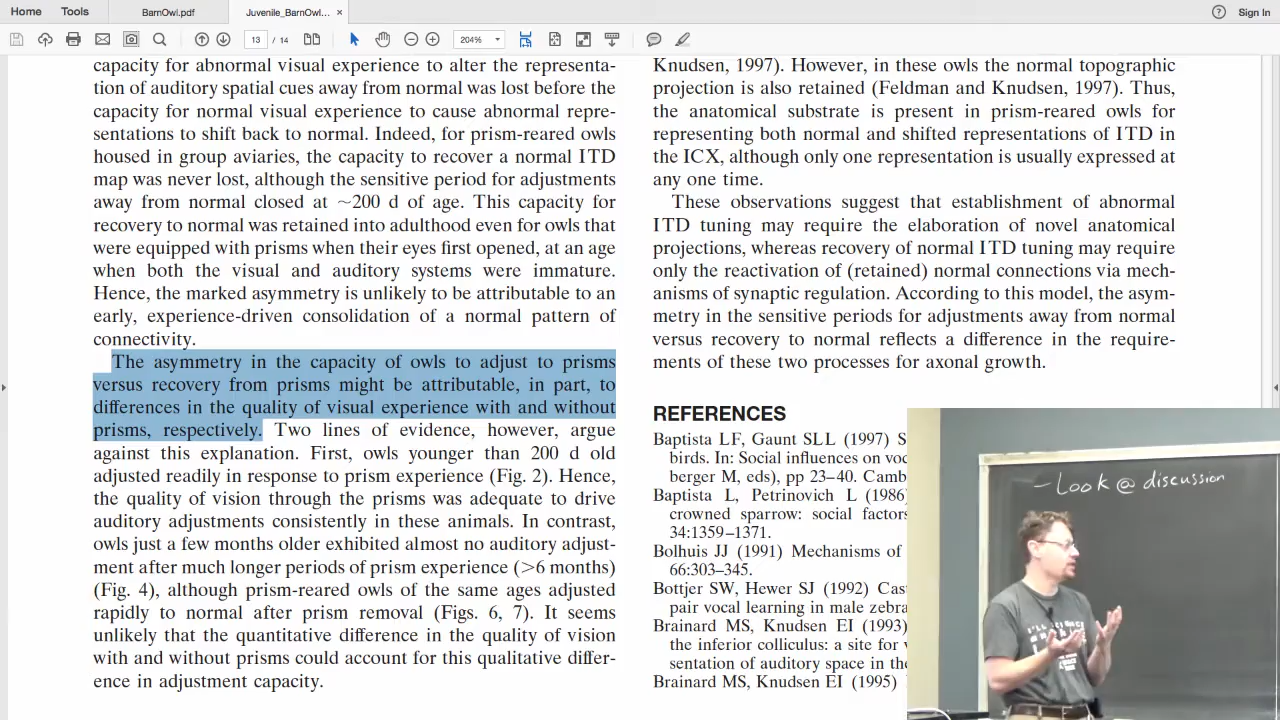 Home Tools BarnOwl.pdf Juvenile_BarnOwl... × ? Sign In
13 / 14 204%
capacity for abnormal visual experience to alter the representa-
tion of auditory spatial cues away from normal was lost before the
capacity for normal visual experience to cause abnormal repre-
sentations to shift back to normal. Indeed, for prism-reared owls
housed in group aviaries, the capacity to recover a normal ITD
map was never lost, although the sensitive period for adjustments
away from normal closed at ~200 d of age. This capacity for
recovery to normal was retained into adulthood even for owls that
were equipped with prisms when their eyes first opened, at an age
when both the visual and auditory systems were immature.
Hence, the marked asymmetry is unlikely to be attributable to an
early, experience-driven consolidation of a normal pattern of
connectivity.
The asymmetry in the capacity of owls to adjust to prisms
versus recovery from prisms might be attributable, in part, to
differences in the quality of visual experience with and without
prisms, respectively. Two lines of evidence, however, argue
against this explanation. First, owls younger than 200 d old
adjusted readily in response to prism experience (Fig. 2). Hence,
the quality of vision through the prisms was adequate to drive
auditory adjustments consistently in these animals. In contrast,
owls just a few months older exhibited almost no auditory adjust-
ment after much longer periods of prism experience (>6 months)
(Fig. 4), although prism-reared owls of the same ages adjusted
rapidly to normal after prism removal (Figs. 6, 7). It seems
unlikely that the quantitative difference in the quality of vision
with and without prisms could account for this qualitative differ-
ence in adjustment capacity.
Knudsen, 1997). However, in these owls the normal topographic
projection is also retained (Feldman and Knudsen, 1997). Thus,
the anatomical substrate is present in prism-reared owls for
representing both normal and shifted representations of ITD in
the ICX, although only one representation is usually expressed at
any one time.
These observations suggest that establishment of abnormal
ITD tuning may require the elaboration of novel anatomical
projections, whereas recovery of normal ITD tuning may require
only the reactivation of (retained) normal connections via mech-
anisms of synaptic regulation. According to this model, the asym-
metry in the sensitive periods for adjustments away from normal
versus recovery to normal reflects a difference in the require-
ments of these two processes for axonal growth.
REFERENCES
Baptista LF, Gaunt SLL (1997) S
birds. In: Social influences on voc
berger M, eds), pp 23–40. Camb
Baptista L, Petrinovich L (1986)
crowned sparrow: social factors
34:1359–1371.
Bolhuis JJ (1991) Mechanisms of
66:303–345.
Bottjer SW, Hewer SJ (1992) Cast
pair vocal learning in male zebra
Brainard MS, Knudsen EI (1993)
the inferior colliculus: a site for v
sentation of auditory space in the
Brainard MS, Knudsen EI (1995)
- Look @ discussion